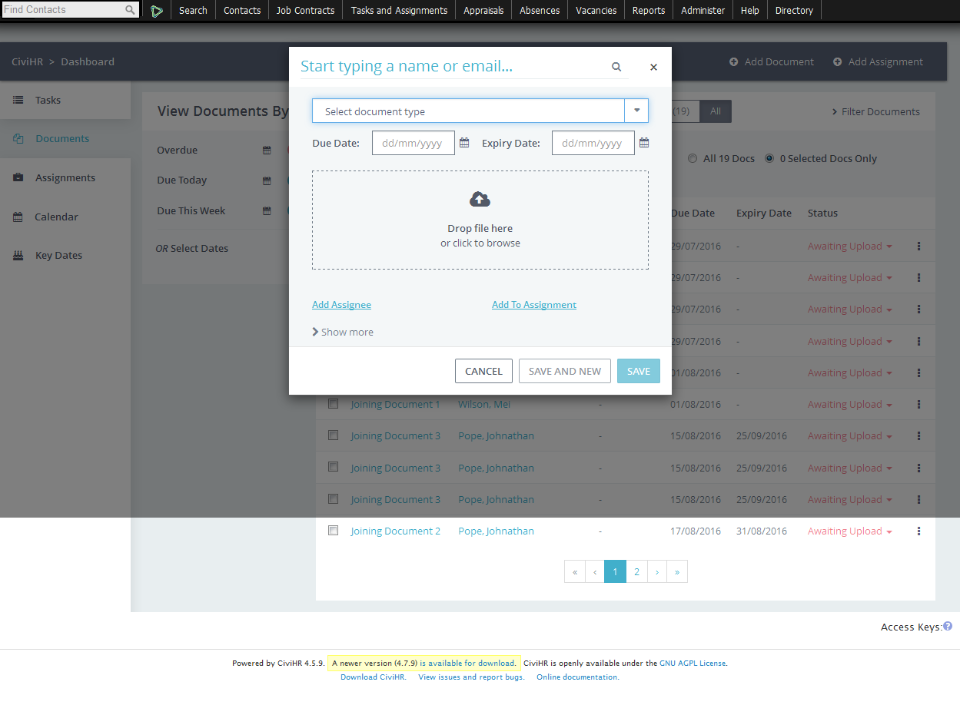 Find Contacts
Search Contacts Job Contracts Tasks and Assignments Appraisals Absences Vacancies Reports Administer Help Directory
CiviHR > Dashboard
Add Document Add Assignment
Start typing a name or email...
×
Tasks
Documents
Assignments
Calendar
Key Dates
View Documents By
Overdue
Due Today
Due This Week
OR Select Dates
(19) All
> Filter Documents
All 19 Docs 0 Selected Docs Only
Select document type
Due Date: dd/mm/yyyy Expiry Date: dd/mm/yyyy
Drop file here
or click to browse
Add Assignee Add To Assignment
Show more
CANCEL SAVE AND NEW SAVE
Due Date Expiry Date Status
29/07/2016 - Awaiting Upload
29/07/2016 - Awaiting Upload
29/07/2016 - Awaiting Upload
29/07/2016 - Awaiting Upload
01/08/2016 - Awaiting Upload
Joining Document 1 Wilson, Mei - 01/08/2016 - Awaiting Upload
Joining Document 3 Pope, Johnathan - 15/08/2016 25/09/2016 Awaiting Upload
Joining Document 3 Pope, Johnathan - 15/08/2016 25/09/2016 Awaiting Upload
Joining Document 3 Pope, Johnathan - 15/08/2016 25/09/2016 Awaiting Upload
Joining Document 2 Pope, Johnathan - 17/08/2016 31/08/2016 Awaiting Upload
« ‹ 1 2 › »
Access Keys:?
Powered by CiviHR 4.5.9. A newer version (4.7.9) is available for download. CiviHR is openly available under the GNU AGPL License.
Download CiviHR. View issues and report bugs. Online documentation.